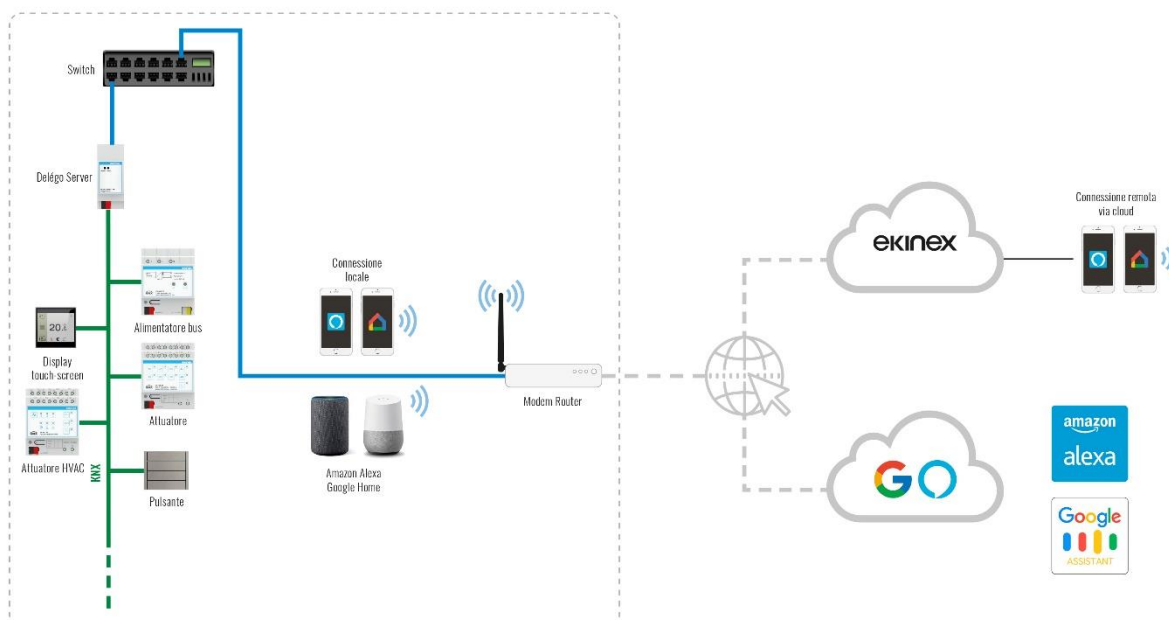 Switch
Delégo Server
Alimentatore bus
20.
Display
touch-screen
Attuatore
Attuatore HVAC
KNX
Pulsante
Connessione
locale
Amazon Alexa
Google Home
Modem Router
ekinex
Connessione remota
via cloud
G
amazon
alexa
Google
ASSISTANT